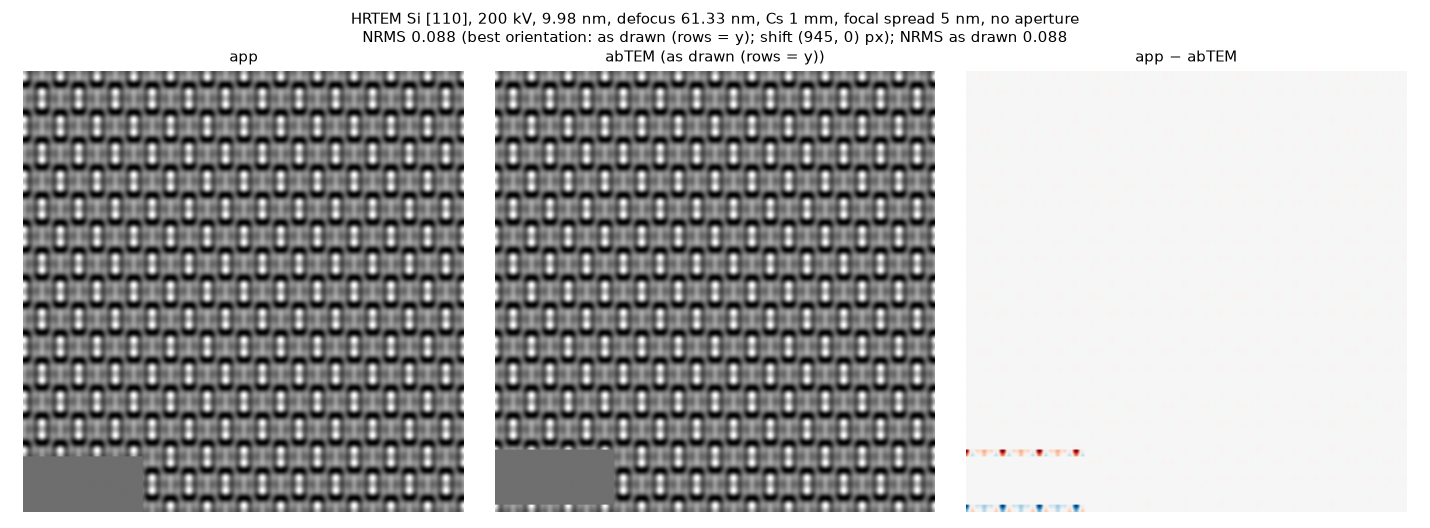 HRTEM Si [110], 200 kV, 9.98 nm, defocus 61.33 nm, Cs 1 mm, focal spread 5 nm, no aperture
NRMS 0.088 (best orientation: as drawn (rows = y); shift (945, 0) px); NRMS as drawn 0.088
app
abTEM (as drawn (rows = y))
app − abTEM